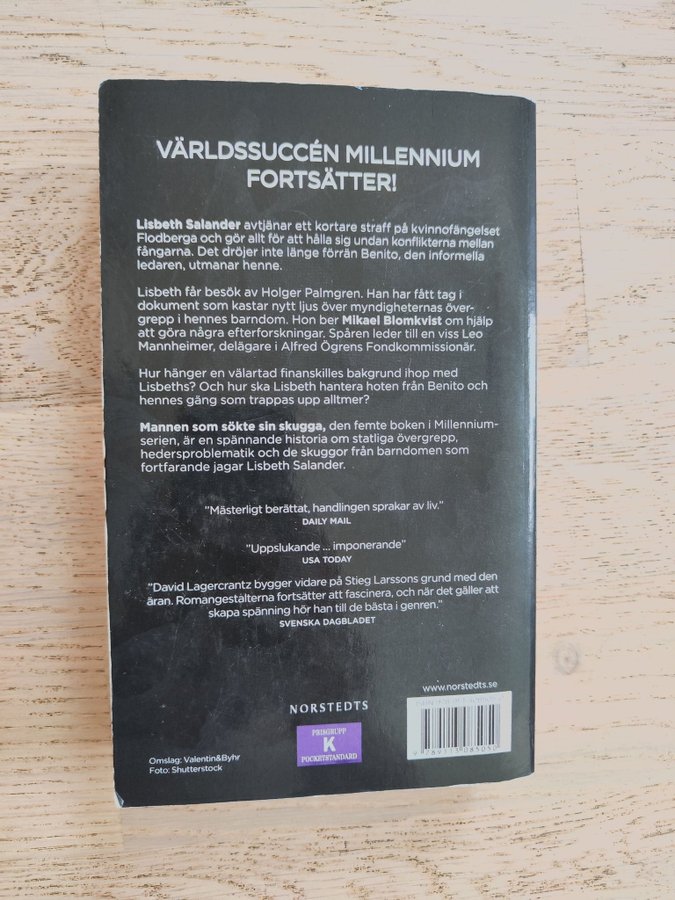 VÄRLDSSUCCÉN MILLENNIUM
FORTSÄTTER!
Lisbeth Salander avtjänar ett kortare straff på kvinnofängelset
Flodberga och gör allt för att hålla sig undan konflikterna mellan
fångarna. Det dröjer inte länge förrän Benito, den informella
ledaren, utmanar henne.
Lisbeth får besök av Holger Palmgren. Han har fått tag i
dokument som kastar nytt ljus över myndigheternas över-
grepp i hennes barndom. Hon ber Mikael Blomkvist om hjälp
att göra några efterforskningar. Spåren leder till en viss Leo
Mannheimer, delägare i Alfred Ögrens Fondkommissionär.
Hur hänger en välartad finanskilles bakgrund ihop med
Lisbeths? Och hur ska Lisbeth hantera hoten från Benito och
hennes gäng som trappas upp alltmer?
Mannen som sökte sin skugga, den femte boken i Millennium-
serien, är en spännande historia om statliga övergrepp,
hedersproblematik och de skuggor från barndomen som
fortfarande jagar Lisbeth Salander.
”Mästerligt berättat, handlingen sprakar av liv.”
DAILY MAIL
”Uppslukande ... imponerande”
USA TODAY
”David Lagercrantz bygger vidare på Stieg Larssons grund med den
äran. Romangestalterna fortsätter att fascinera, och när det gäller att
skapa spänning hör han till de bästa i genren.”
SVENSKA DAGBLADET
www.norstedts.se
NORSTEDTS
PRISGRUPP
K
POCKETSTANDARD
9 789113 085050
Omslag: Valentin&Byhr
Foto: Shutterstock